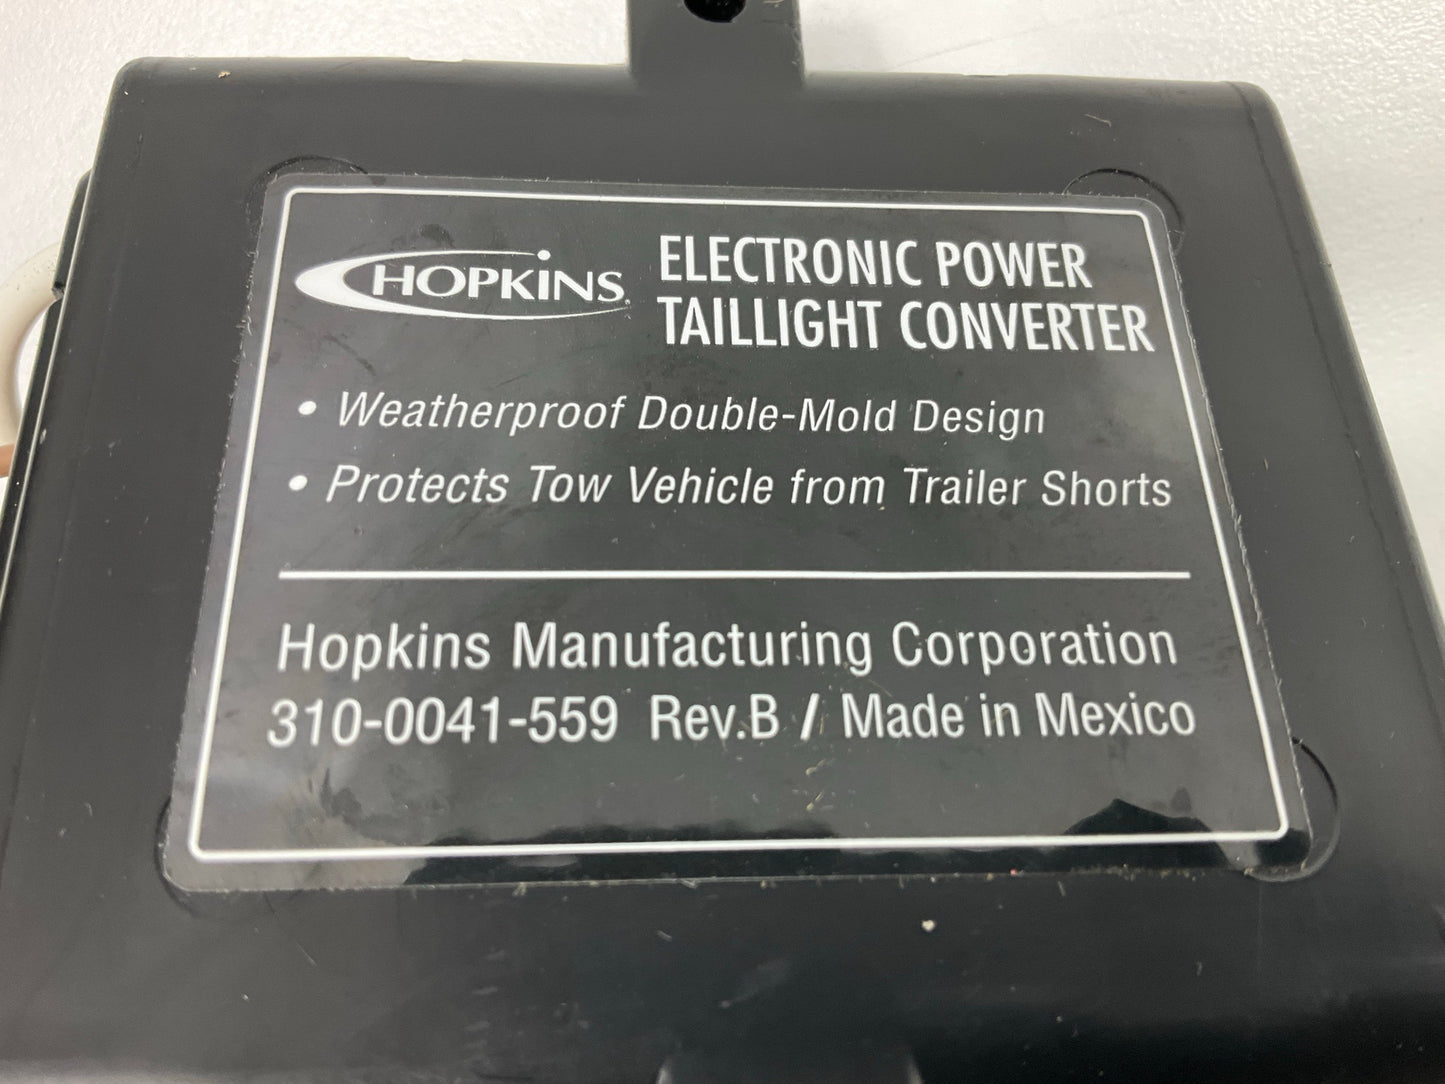 HOPKiNS
ELECTRONIC POWER
TAILLIGHT CONVERTER
• Weatherproof Double-Mold Design
• Protects Tow Vehicle from Trailer Shorts
Hopkins Manufacturing Corporation
310-0041-559 Rev.B / Made in Mexico